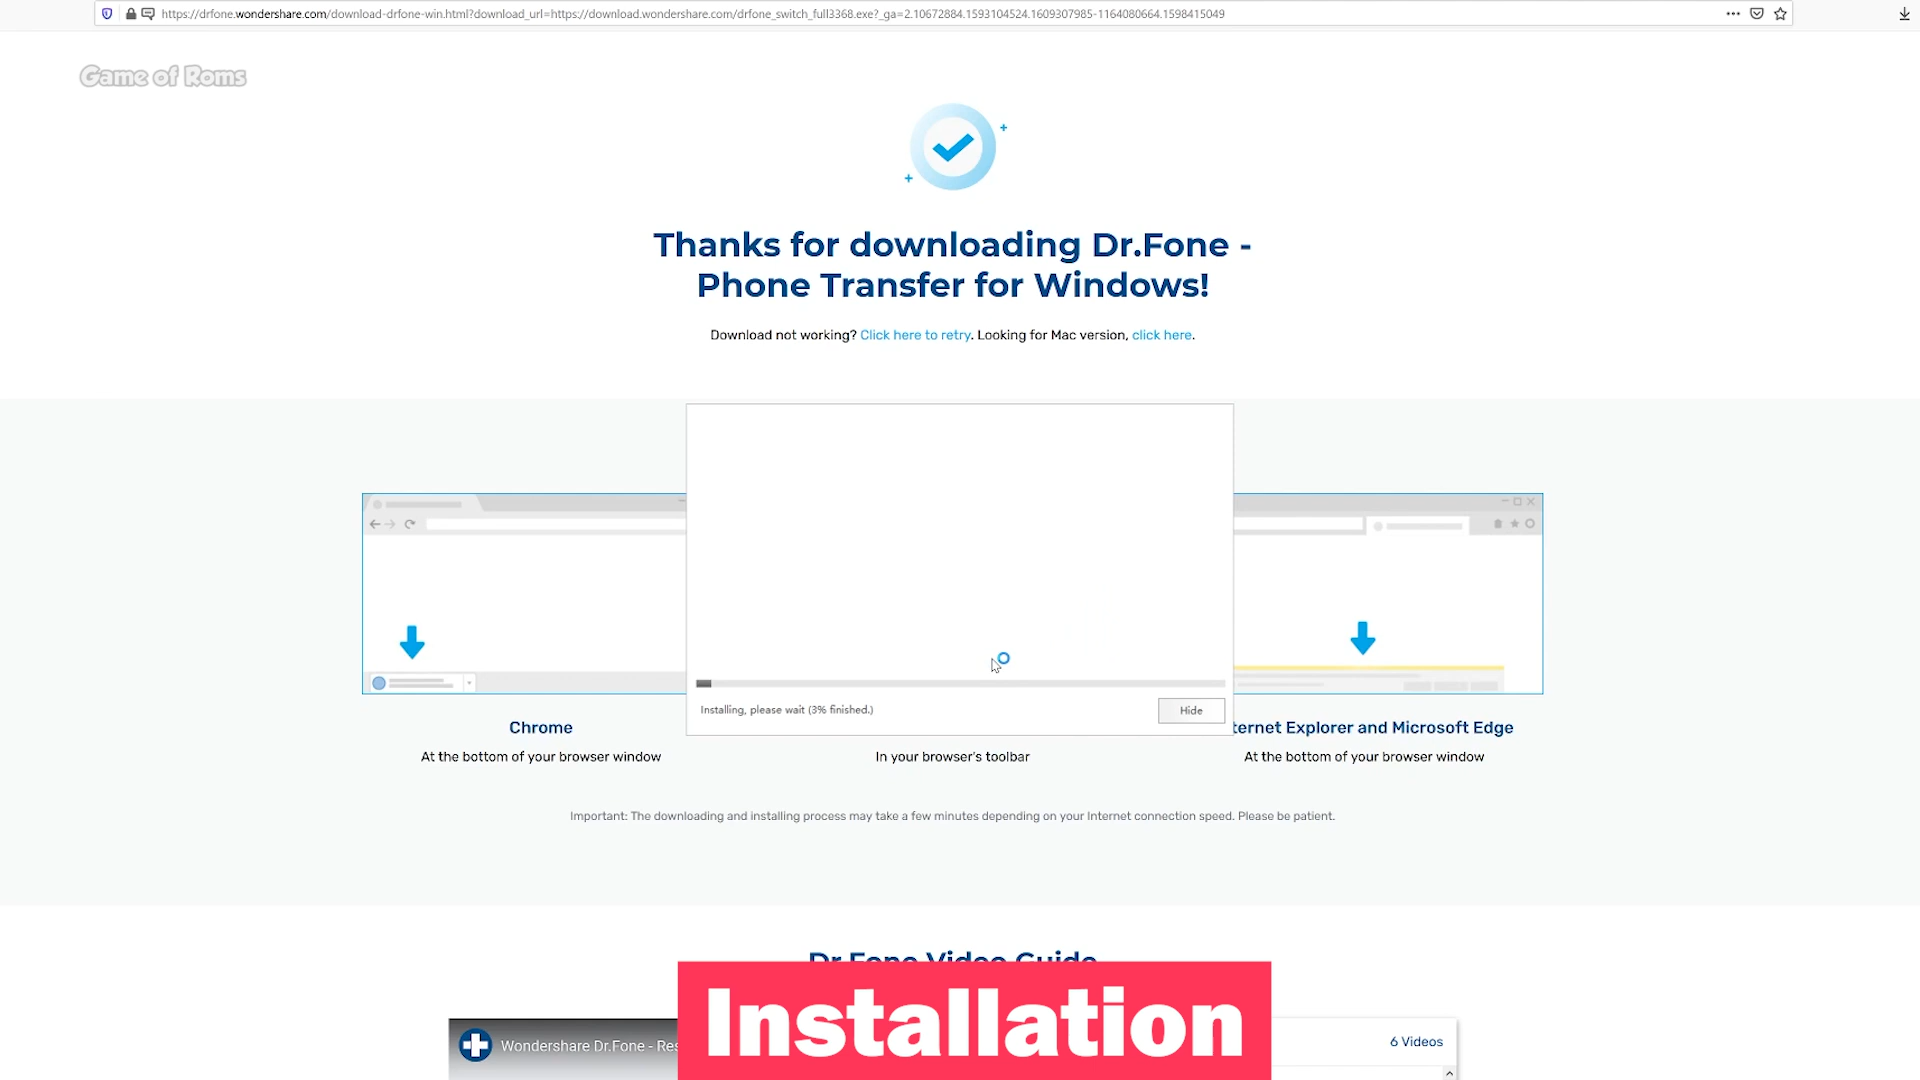 https://drfone.wondershare.com/download-drfone-win.html?download_url=https://download.wondershare.com/drfone_switch_full3368.exe?_ga=2.10672884.1593104524.1609307985-1164080664.1598415049
Game of Roms
Thanks for downloading Dr.Fone -
Phone Transfer for Windows!
Download not working? Click here to retry. Looking for Mac version, click here.
Installing, please wait (3% finished.)
Hide
Chrome
ternet Explorer and Microsoft Edge
At the bottom of your browser window
In your browser's toolbar
At the bottom of your browser window
Important: The downloading and installing process may take a few minutes depending on your Internet connection speed. Please be patient.
Dr.Fone Video Guide
Installation
Wondershare Dr.Fone - Res
6 Videos